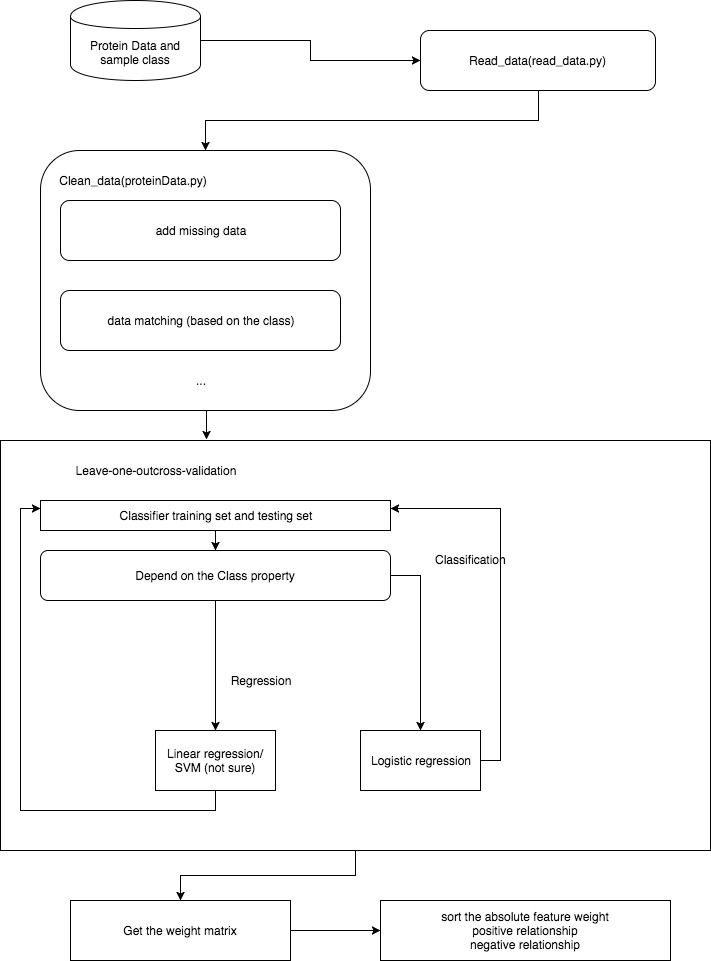 Protein Data and
sample class
Read_data(read_data.py)
Clean_data(proteinData.py)
add missing data
data matching (based on the class)
...
Leave-one-outcross-validation
Classifier training set and testing set
Classification
Depend on the Class property
Regression
Linear regression/
SVM (not sure)
Logistic regression
Get the weight matrix
sort the absolute feature weight
positive relationship
negative relationship